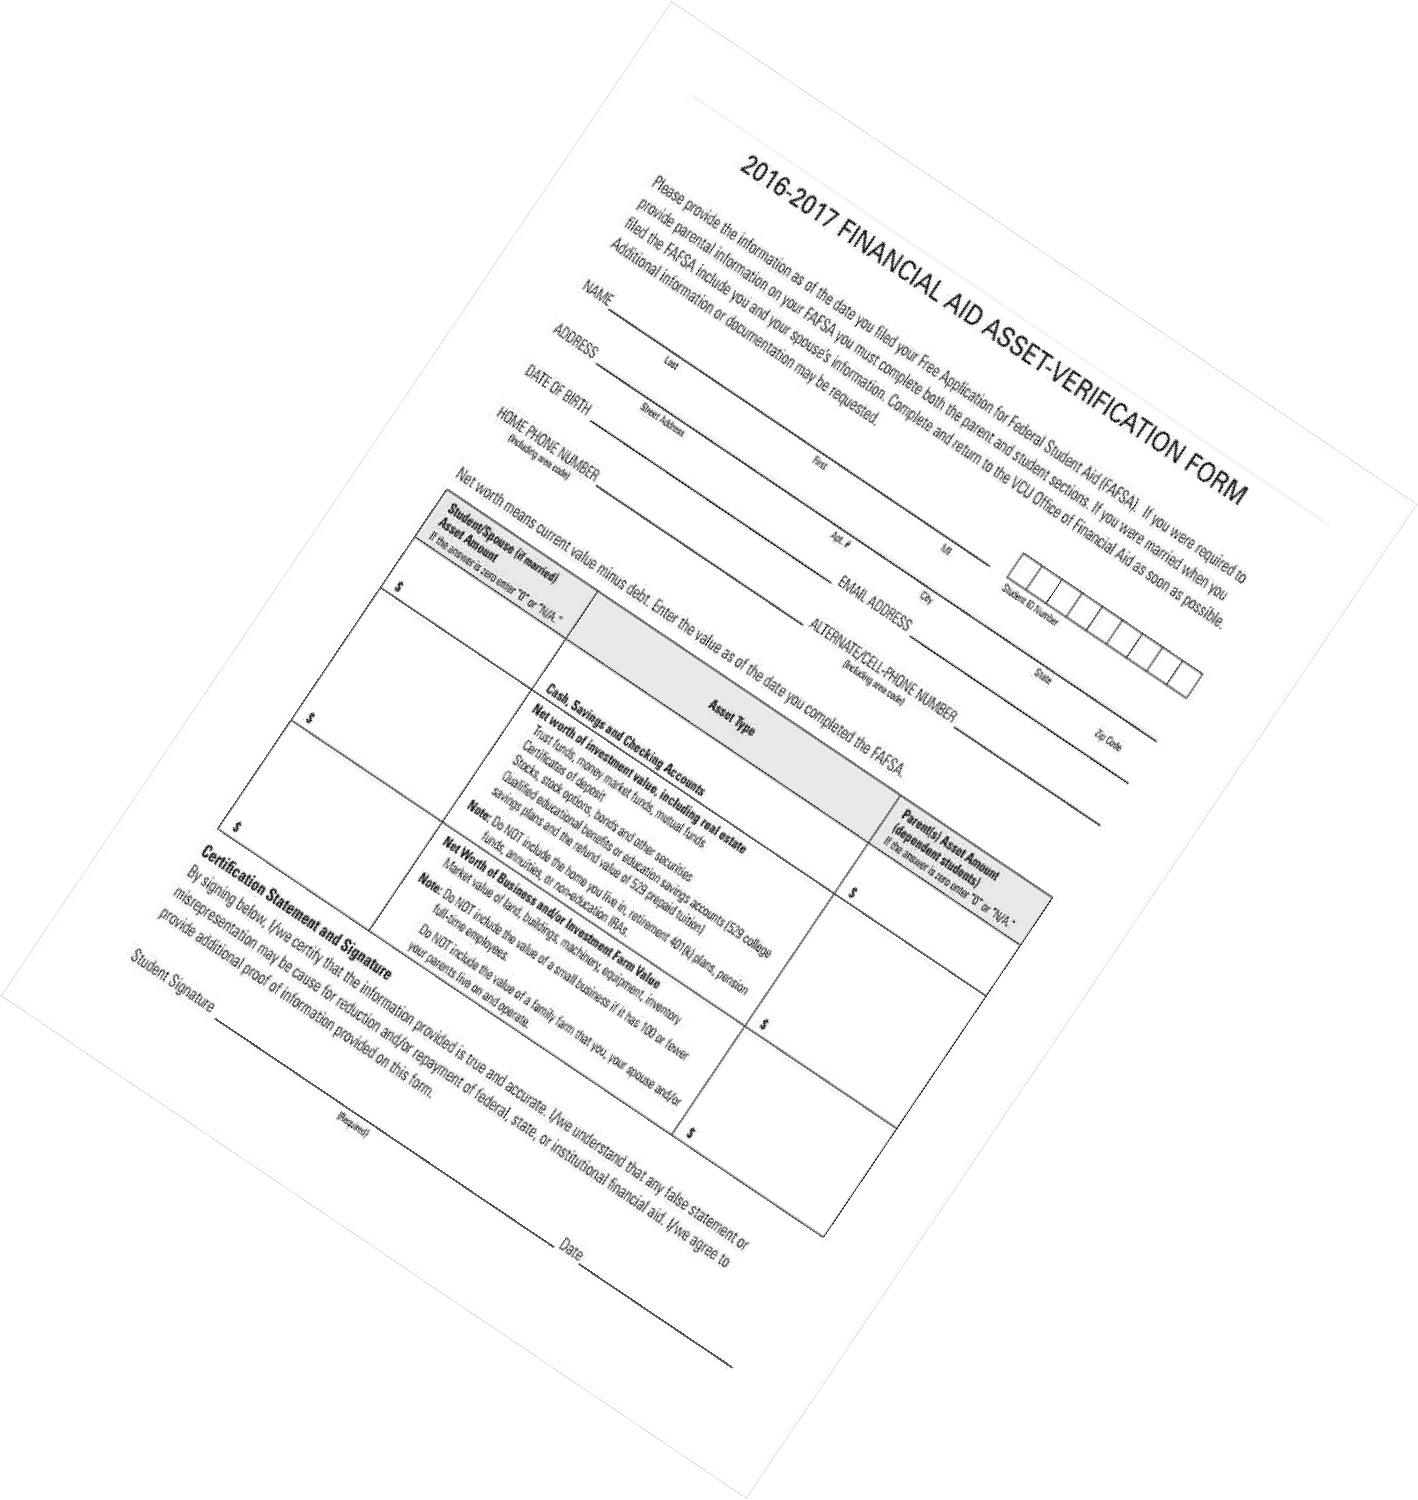 2016-2017 FINANCIAL AID ASSET-VERIFICATION FORM
Please provide the information as of the date you filed your Free Application for Federal Student Aid (FAFSA). If you were required to
provide parental information on your FAFSA you must complete both the parent and student sections. If you were married when you
filed the FAFSA include you and your spouse's information. Complete and return to the VCU Office of Financial Aid as soon as possible.
Additional information or documentation may be requested.
NAME
Last First MI Student ID Number
ADDRESS
Street Address Apt. # City State Zip Code
DATE OF BIRTH EMAIL ADDRESS
HOME PHONE NUMBER ALTERNATE/CELL-PHONE NUMBER
(Including area code) (Including area code)
Net worth means current value minus debt. Enter the value as of the date you completed the FAFSA.
Student/Spouse (if married)
Asset Amount
If the answer is zero enter "0" or "N/A."
Asset Type
Parent(s) Asset Amount
(dependent students)
If the answer is zero enter "0" or "N/A."
$
Cash, Savings and Checking Accounts
$
$
Net worth of investment value, including real estate
Trust funds, money market funds, mutual funds
Certificates of deposit
Stocks, stock options, bonds and other securities
Qualified educational benefits or education savings accounts (529 college
savings plans and the refund value of 529 prepaid tuition)
Note: Do NOT include the home you live in, retirement 401(k) plans, pension
funds, annuities, or non-education IRAs.
$
$
Net Worth of Business and/or Investment Farm Value
Market value of land, buildings, machinery, equipment, inventory
Note: Do NOT include the value of a small business if it has 100 or fewer
full-time employees.
Do NOT include the value of a family farm that you, your spouse and/or
your parents live on and operate.
$
Certification Statement and Signature
By signing below, I/we certify that the information provided is true and accurate. I/we understand that any false statement or
misrepresentation may be cause for reduction and/or repayment of federal, state, or institutional financial aid. I/we agree to
provide additional proof of information provided on this form.
Student Signature Date
(Required)